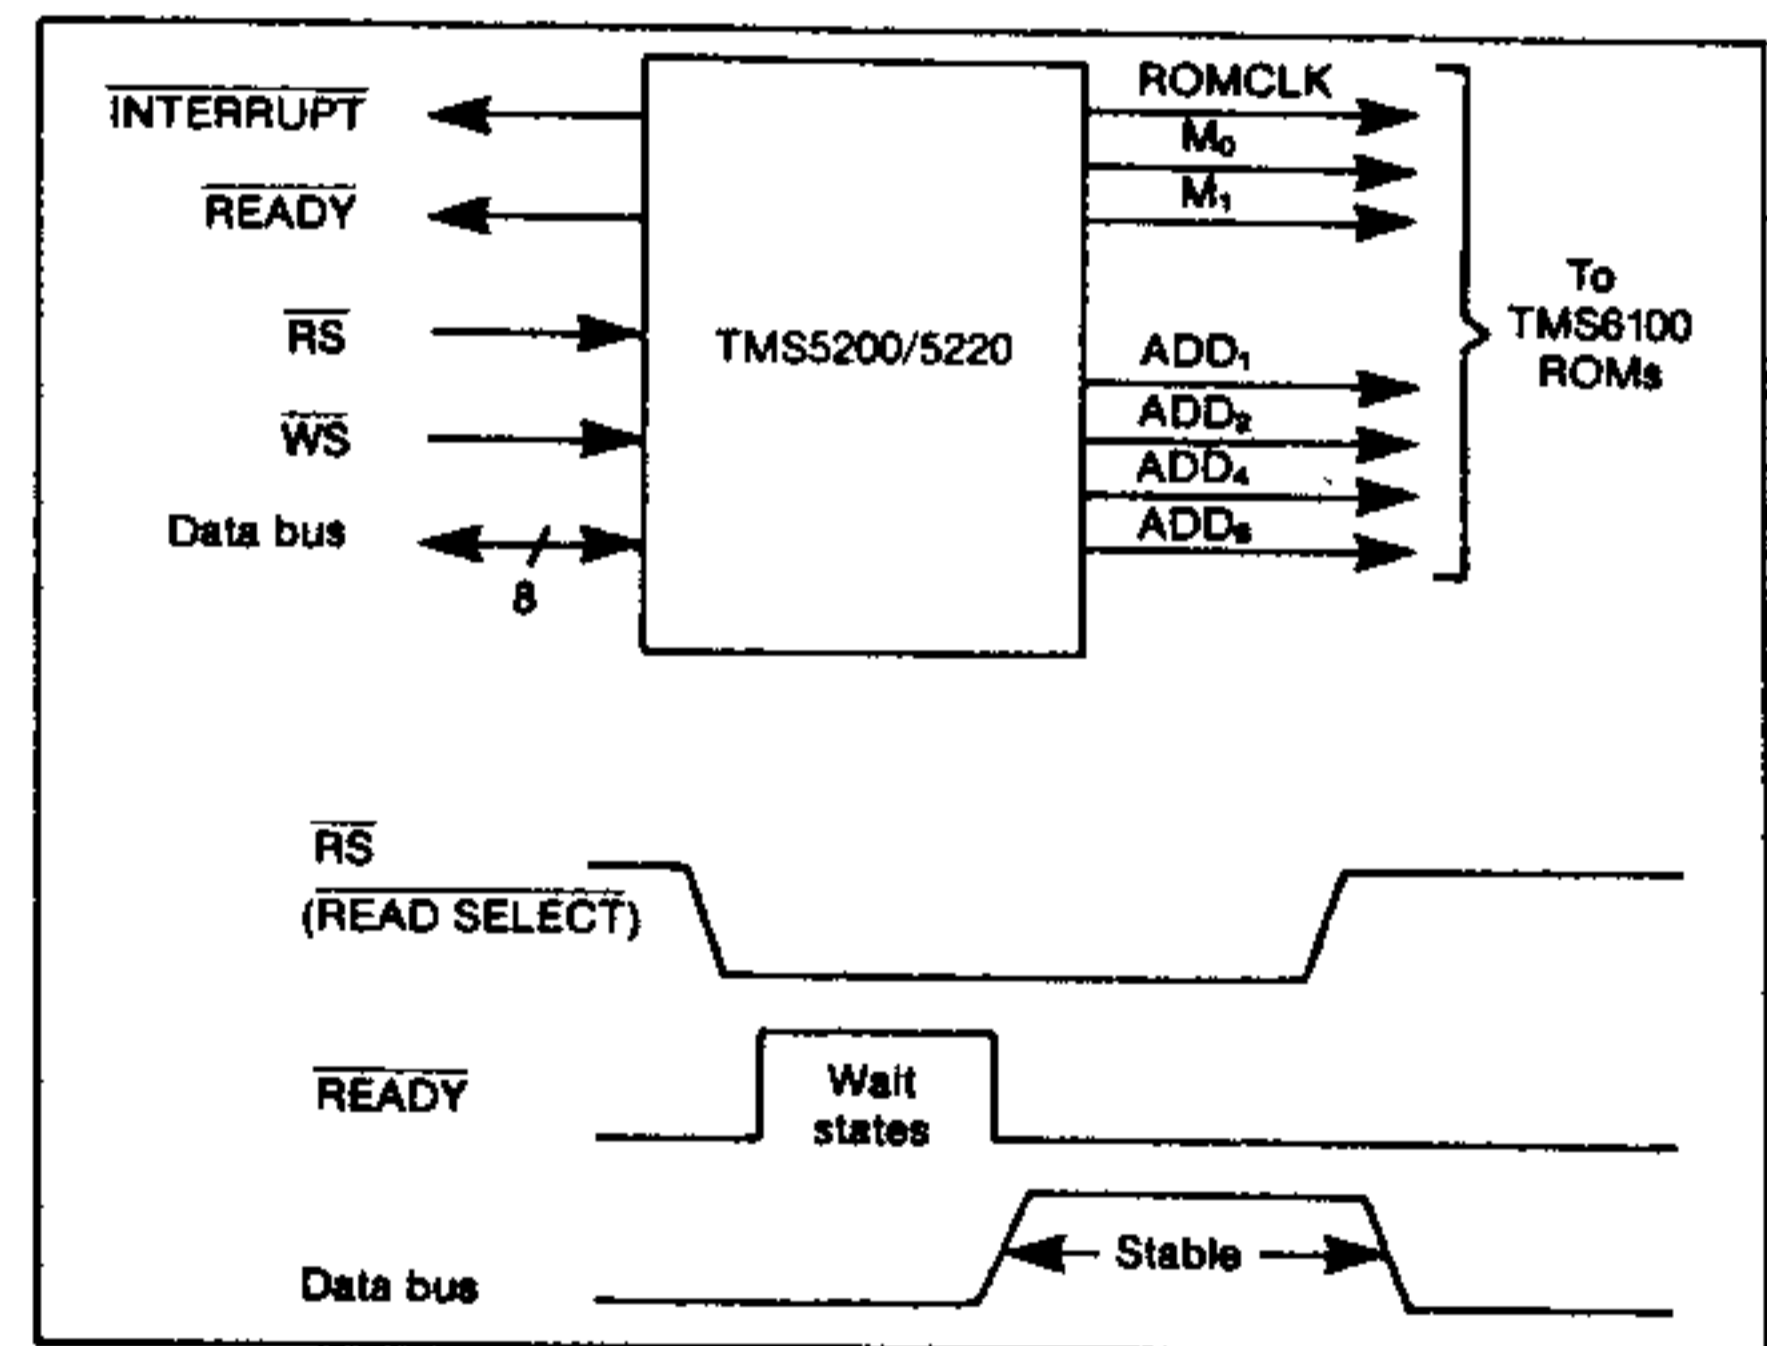 INTERRUPT
READY
RS
WS
Data bus
8
TMS5200/5220
ROMCLK
M₀
M₁
ADD₁
ADD₂
ADD₄
ADD₈
To
TMS6100
ROMs
RS
(READ SELECT)
READY
Wait
states
Data bus
Stable